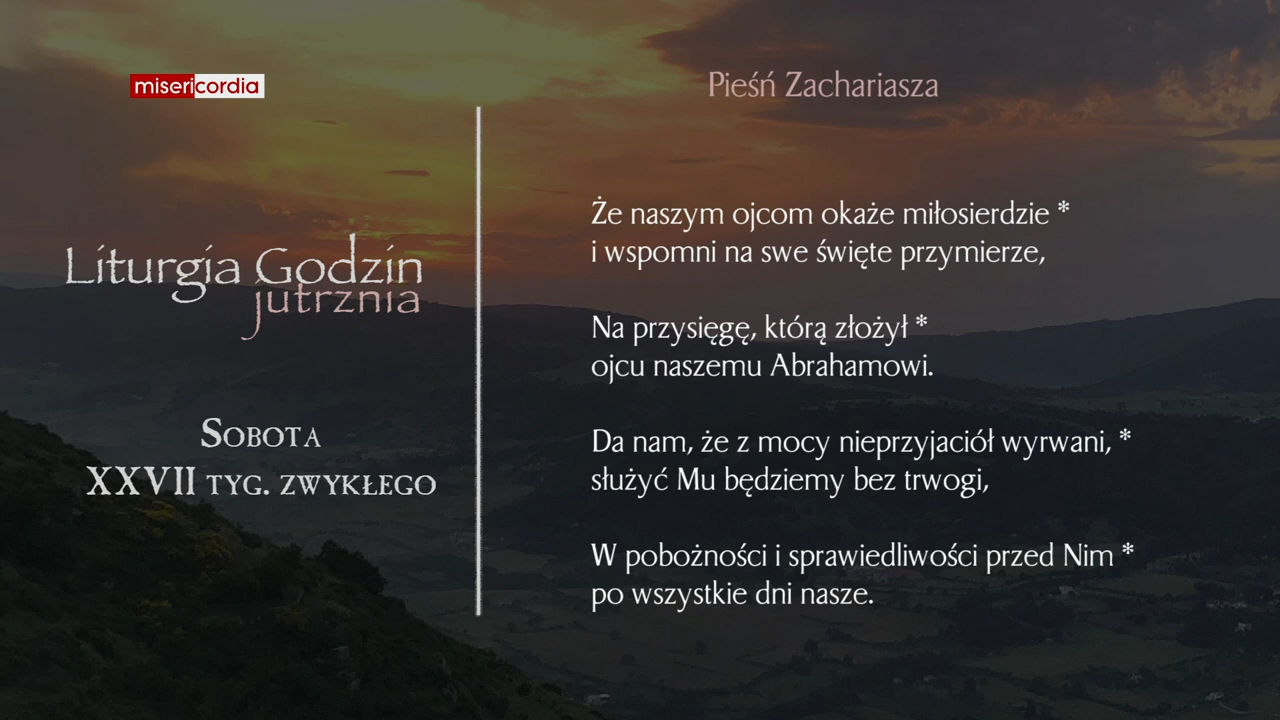 misericordia
Liturgia Godzin
jutrznia
Sobota
XXVII tyg. zwykłego
Pieśń Zachariasza
Że naszym ojcom okaże miłosierdzie *
i wspomni na swe święte przymierze,
Na przysięgę, którą złożył *
ojcu naszemu Abrahamowi.
Da nam, że z mocy nieprzyjaciół wyrwani, *
służyć Mu będziemy bez trwogi,
W pobożności i sprawiedliwości przed Nim *
po wszystkie dni nasze.